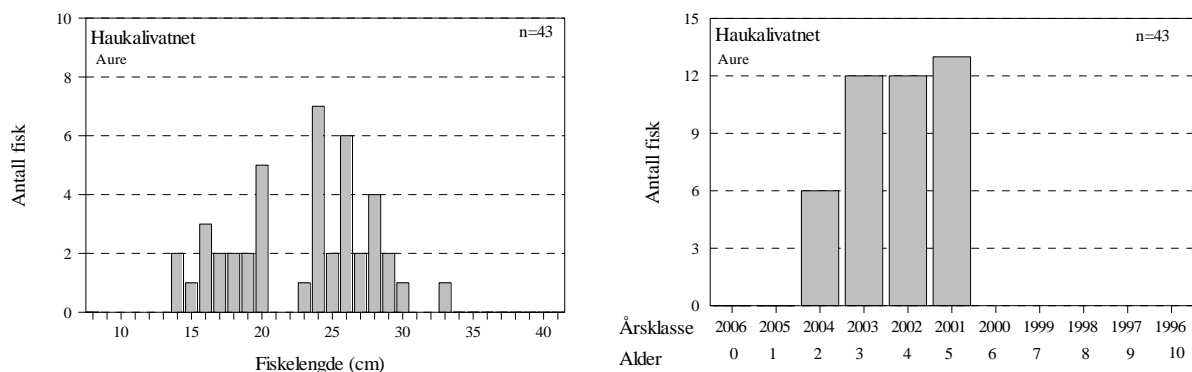 Haukalivatnet n=43
Aure
Antall fisk
10
8
6
4
2
0
10 15 20 25 30 35 40
Fiskelengde (cm)
Haukalivatnet n=43
Aure
Antall fisk
15
12
9
6
3
0
Årsklasse 2006 2005 2004 2003 2002 2001 2000 1999 1998 1997 1996
Alder 0 1 2 3 4 5 6 7 8 9 10